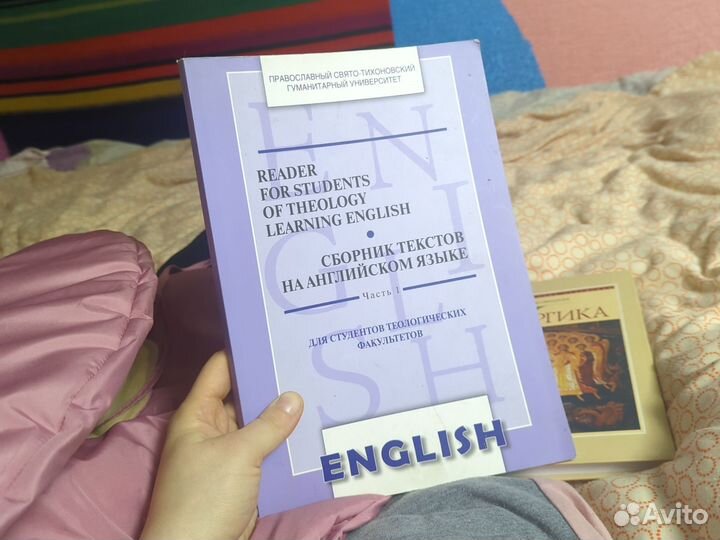 ПРАВОСЛАВНЫЙ СВЯТО-ТИХОНОВСКИЙ
ГУМАНИТАРНЫЙ УНИВЕРСИТЕТ
ENGLISH
READER
FOR STUDENTS
OF THEOLOGY
LEARNING ENGLISH
СБОРНИК ТЕКСТОВ
НА АНГЛИЙСКОМ ЯЗЫКЕ
Часть 1
ДЛЯ СТУДЕНТОВ ТЕОЛОГИЧЕСКИХ
ФАКУЛЬТЕТОВ
ENGLISH
Avito